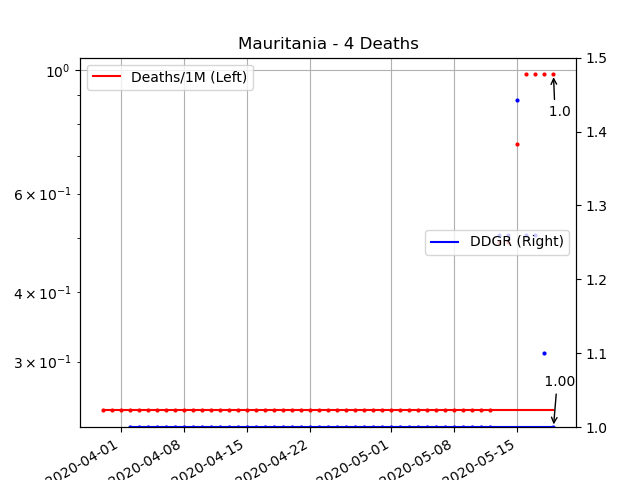 Mauritania - 4 Deaths
10⁰
6 × 10⁻¹
4 × 10⁻¹
3 × 10⁻¹
Deaths/1M (Left)
DDGR (Right)
1.0
1.00
1.5
1.4
1.3
1.2
1.1
1.0
2020-04-01
2020-04-08
2020-04-15
2020-04-22
2020-05-01
2020-05-08
2020-05-15